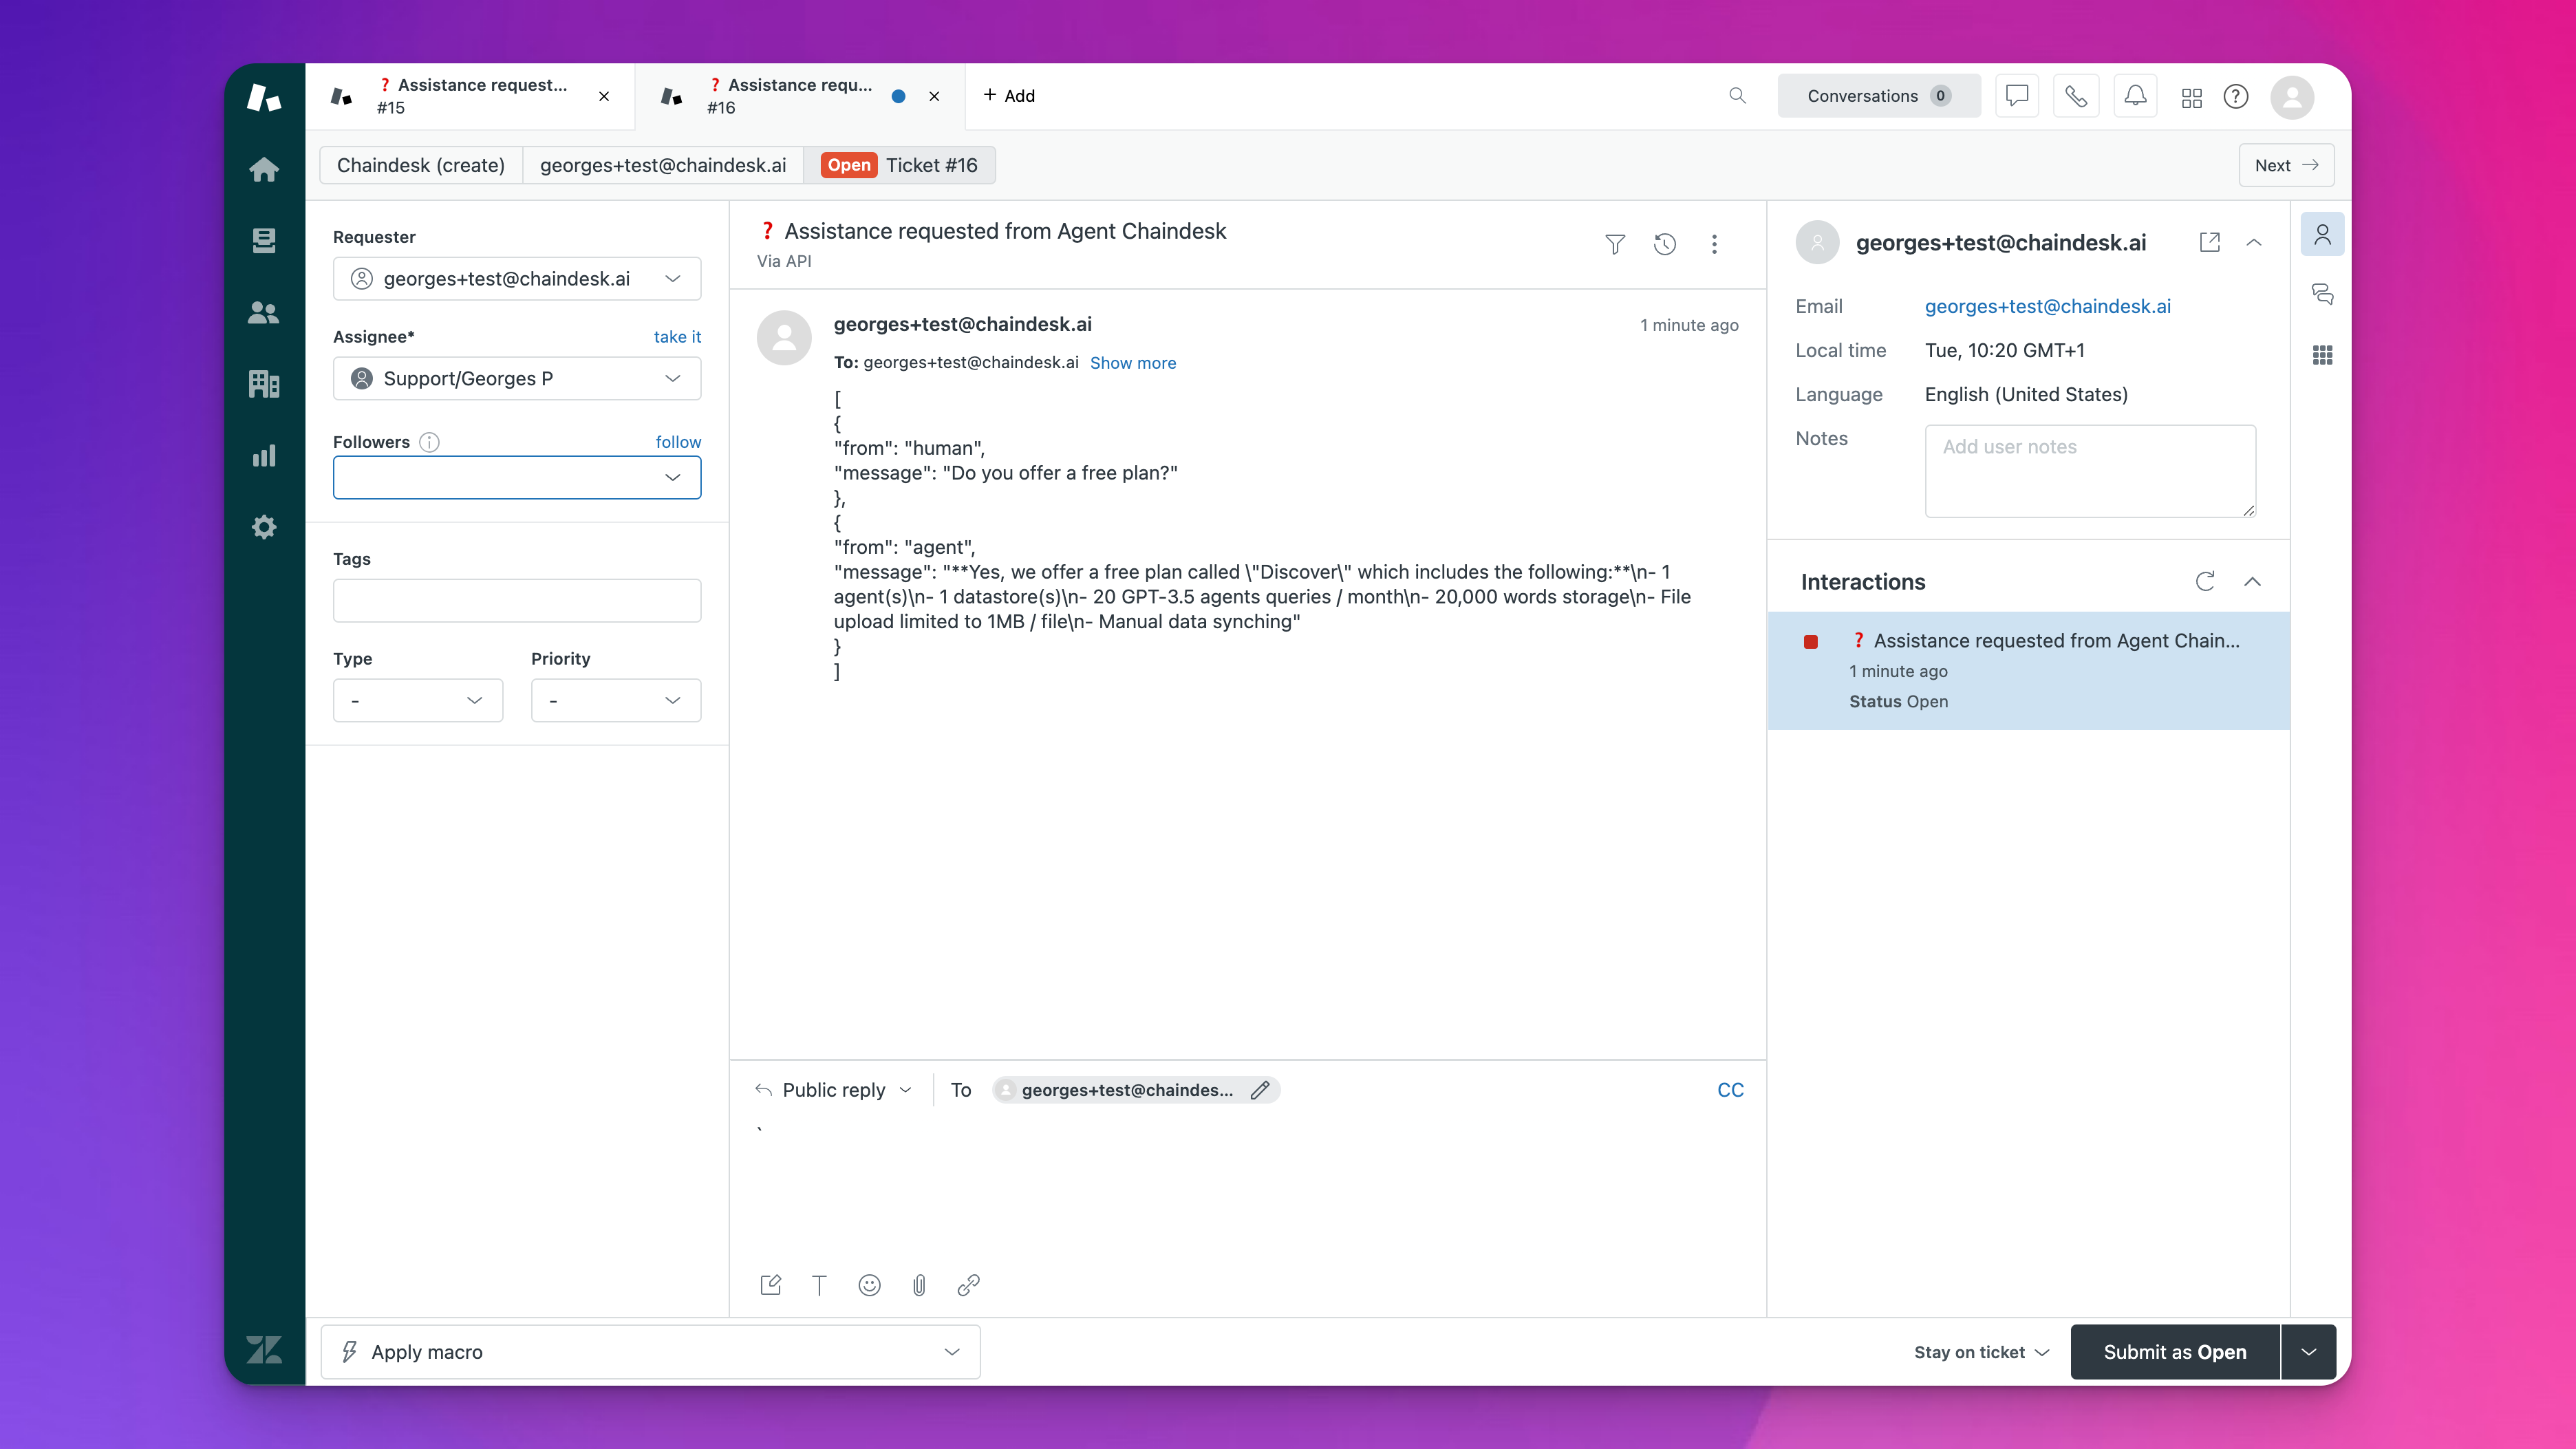 ❓ Assistance request...
#15
❓ Assistance requ...
#16
+ Add
Conversations 0
Chaindesk (create)
georges+test@chaindesk.ai
Open Ticket #16
Next
Requester
georges+test@chaindesk.ai
Assignee*
take it
Support/Georges P
Followers
follow
Tags
Type
Priority
-
-
❓ Assistance requested from Agent Chaindesk
Via API
georges+test@chaindesk.ai
1 minute ago
To: georges+test@chaindesk.ai Show more
[
{
"from": "human",
"message": "Do you offer a free plan?"
},
{
"from": "agent",
"message": "**Yes, we offer a free plan called \"Discover\" which includes the following:**\n- 1
agent(s)\n- 1 datastore(s)\n- 20 GPT-3.5 agents queries / month\n- 20,000 words storage\n- File
upload limited to 1MB / file\n- Manual data synching"
}
]
Public reply
To
georges+test@chaindes...
CC
`
Apply macro
georges+test@chaindesk.ai
Email georges+test@chaindesk.ai
Local time Tue, 10:20 GMT+1
Language English (United States)
Notes Add user notes
Interactions
❓ Assistance requested from Agent Chain...
1 minute ago
Status Open
Stay on ticket
Submit as Open